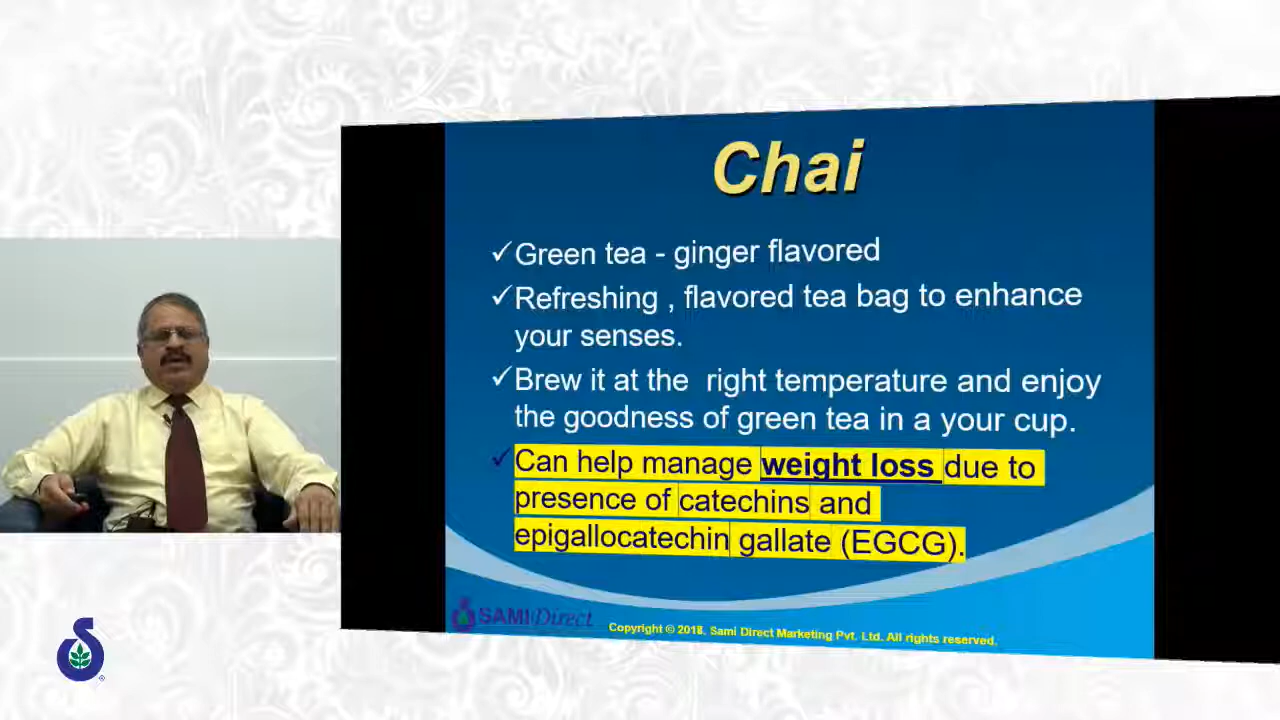 Chai
✓Green tea - ginger flavored
✓Refreshing , flavored tea bag to enhance
your senses.
✓Brew it at the right temperature and enjoy
the goodness of green tea in a your cup.
✓Can help manage weight loss due to
presence of catechins and
epigallocatechin gallate (EGCG).
SAMI Direct
Copyright © 2018. Sami Direct Marketing Pvt. Ltd. All rights reserved.